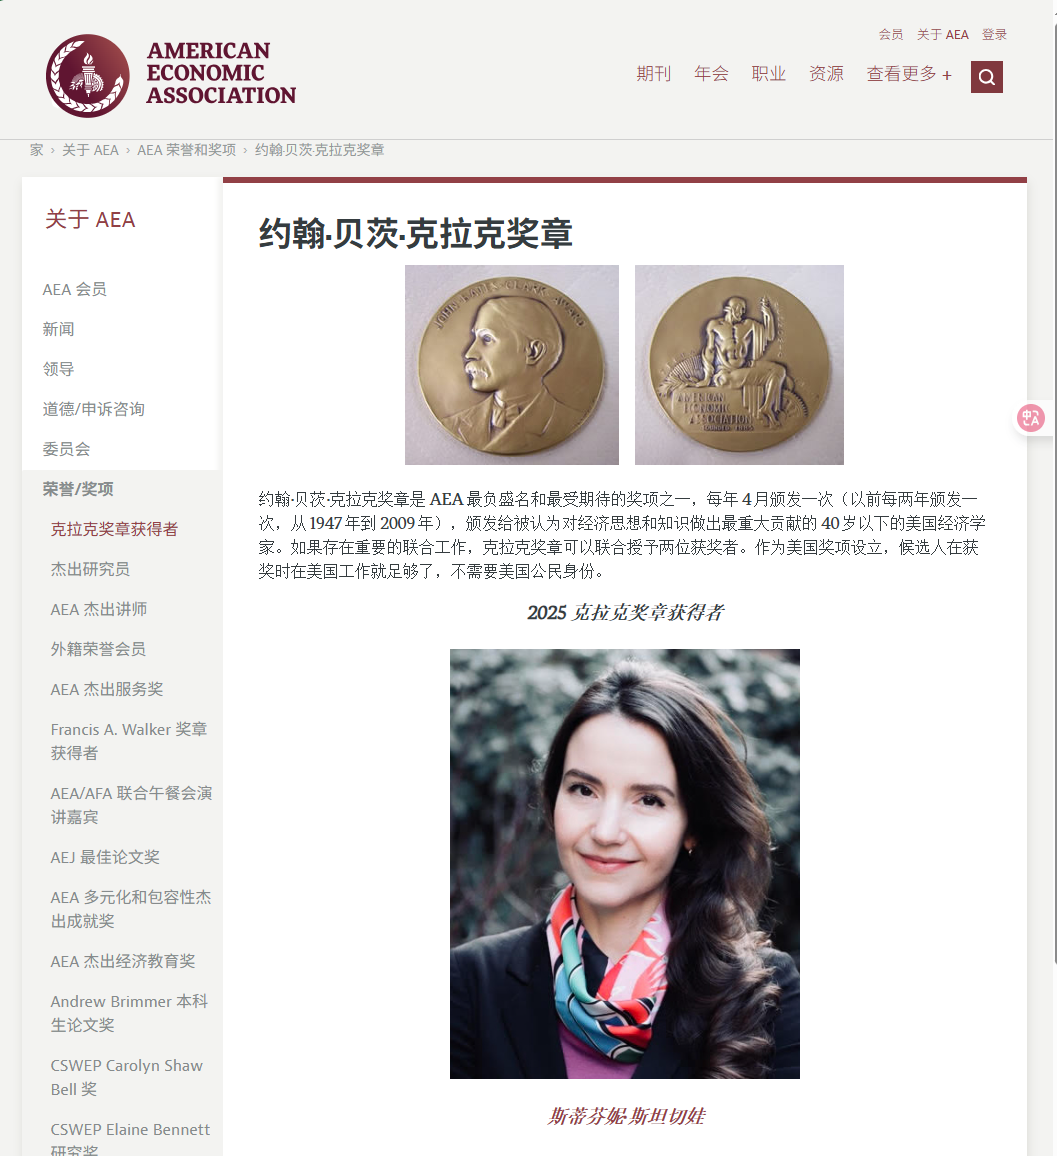 AMERICAN
ECONOMIC
ASSOCIATION
会员 关于 AEA 登录
期刊 年会 职业 资源 查看更多 +
家 › 关于 AEA › AEA 荣誉和奖项 › 约翰·贝茨·克拉克奖章
关于 AEA
AEA 会员
新闻
领导
道德/申诉咨询
委员会
荣誉/奖项
克拉克奖章获得者
杰出研究员
AEA 杰出讲师
外籍荣誉会员
AEA 杰出服务奖
Francis A. Walker 奖章
获得者
AEA/AFA 联合午餐会演
讲嘉宾
AEJ 最佳论文奖
AEA 多元化和包容性杰
出成就奖
AEA 杰出经济教育奖
Andrew Brimmer 本科
生论文奖
CSWEP Carolyn Shaw
Bell 奖
CSWEP Elaine Bennett
研究奖
约翰·贝茨·克拉克奖章
JOHN BATES CLARK AWARD
AMERICAN
ECONOMIC
ASSOCIATION
FOUNDED 1885
约翰·贝茨·克拉克奖章是 AEA 最负盛名和最受期待的奖项之一，每年 4 月颁发一次（以前每两年颁发一
次，从 1947 年到 2009 年），颁发给被认为对经济思想和知识做出最重大贡献的 40 岁以下的美国经济学
家。如果存在重要的联合工作，克拉克奖章可以联合授予两位获奖者。作为美国奖项设立，候选人在获
奖时在美国工作就足够了，不需要美国公民身份。
2025 克拉克奖章获得者
斯蒂芬妮·斯坦切娃
中
A